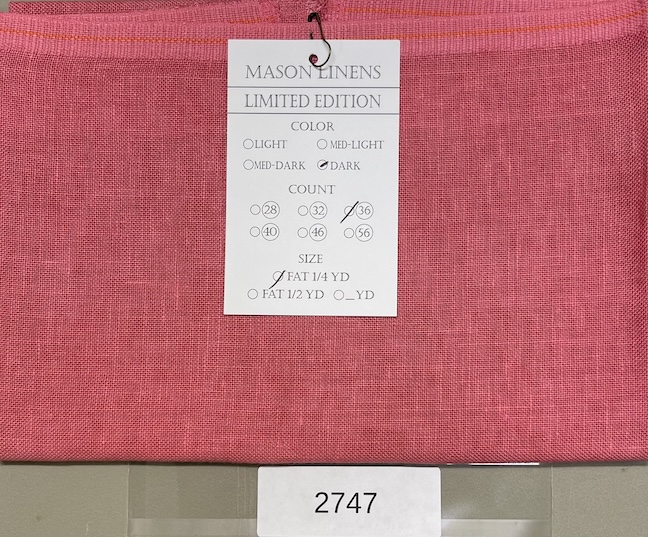 MASON LINENS
LIMITED EDITION
COLOR
LIGHT MED-LIGHT
MED-DARK DARK
COUNT
28 32 36
40 46 56
SIZE
FAT 1/4 YD
FAT 1/2 YD _YD
2747